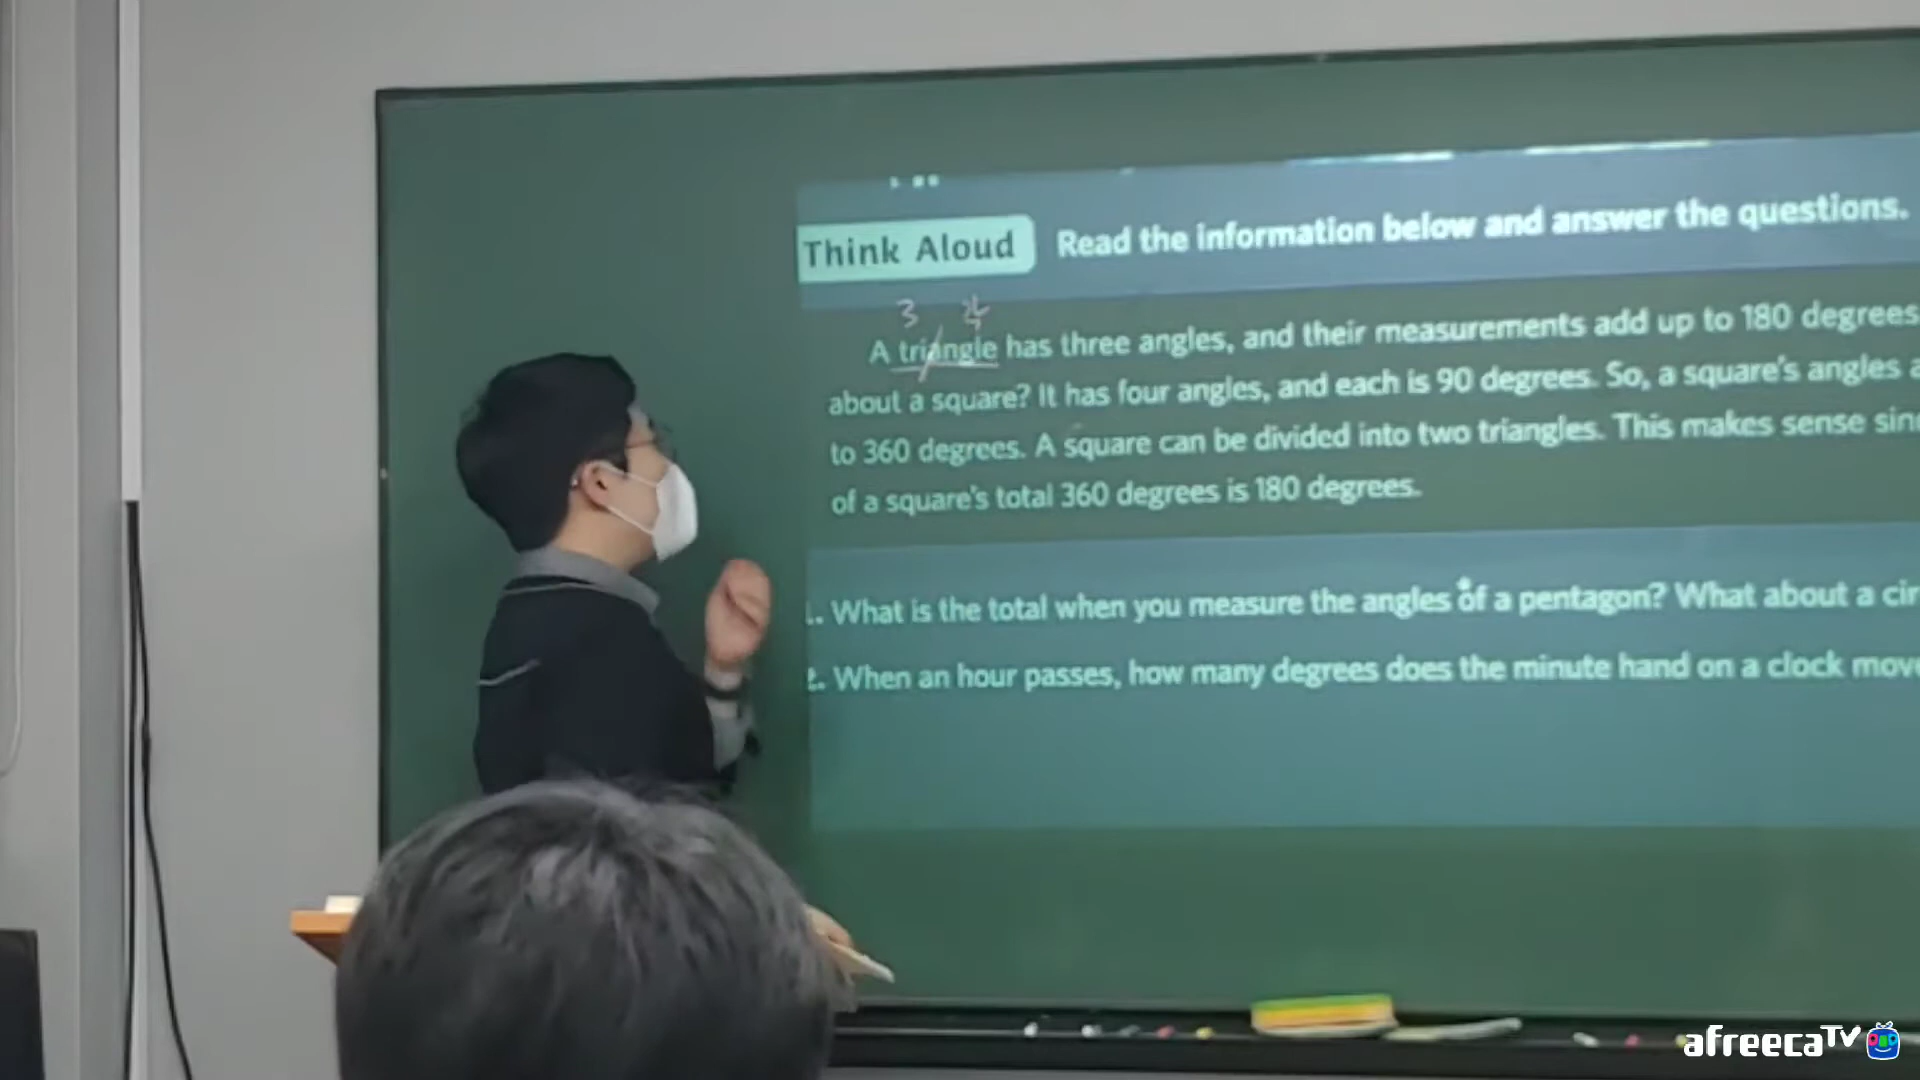 Think Aloud Read the information below and answer the questions.
3 각
A triangle has three angles, and their measurements add up to 180 degrees
about a square? It has four angles, and each is 90 degrees. So, a square's angles
to 360 degrees. A square can be divided into two triangles. This makes sense
of a square's total 360 degrees is 180 degrees.
1. What is the total when you measure the angles of a pentagon? What about a
2. When an hour passes, how many degrees does the minute hand on a clock
afreecaTV